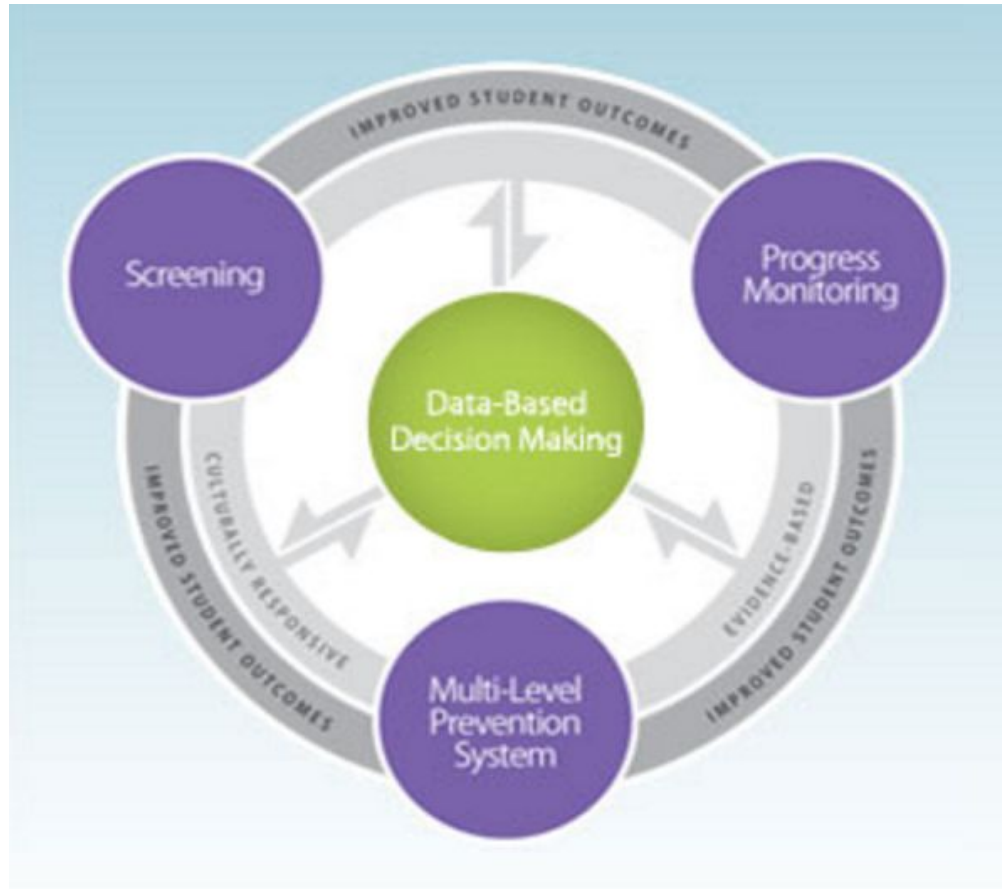 IMPROVED STUDENT OUTCOMES
Screening
Progress
Monitoring
Data-Based
Decision Making
CULTURALLY RESPONSIVE
EVIDENCE-BASED
IMPROVED STUDENT OUTCOMES
IMPROVED STUDENT OUTCOMES
Multi-Level
Prevention
System